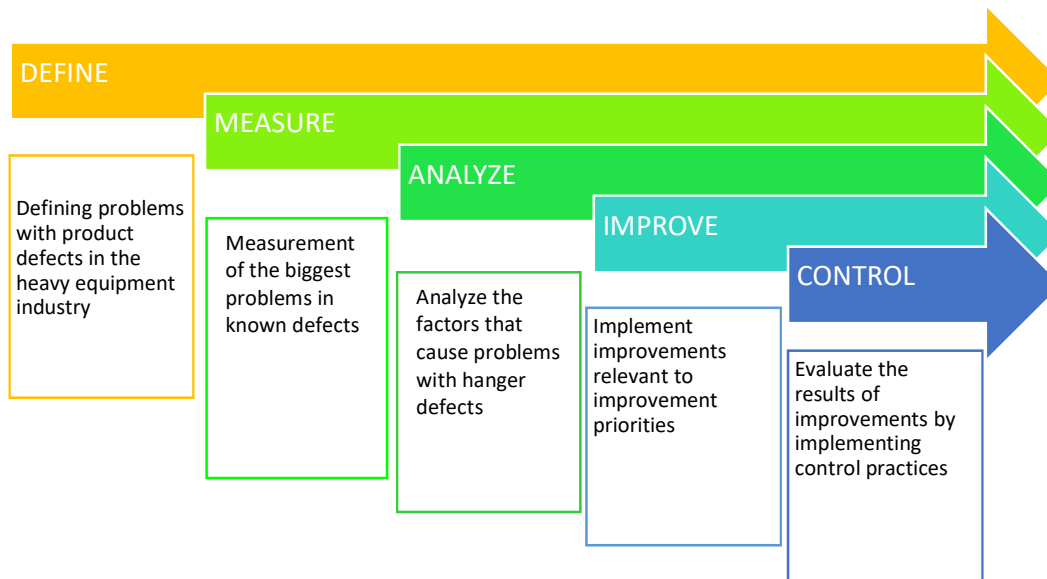 DEFINE
MEASURE
ANALYZE
IMPROVE
CONTROL
Defining problems
with product
defects in the
heavy equipment
industry
Measurement
of the biggest
problems in
known defects
Analyze the
factors that
cause problems
with hanger
defects
Implement
improvements
relevant to
improvement
priorities
Evaluate the
results of
improvements by
implementing
control practices